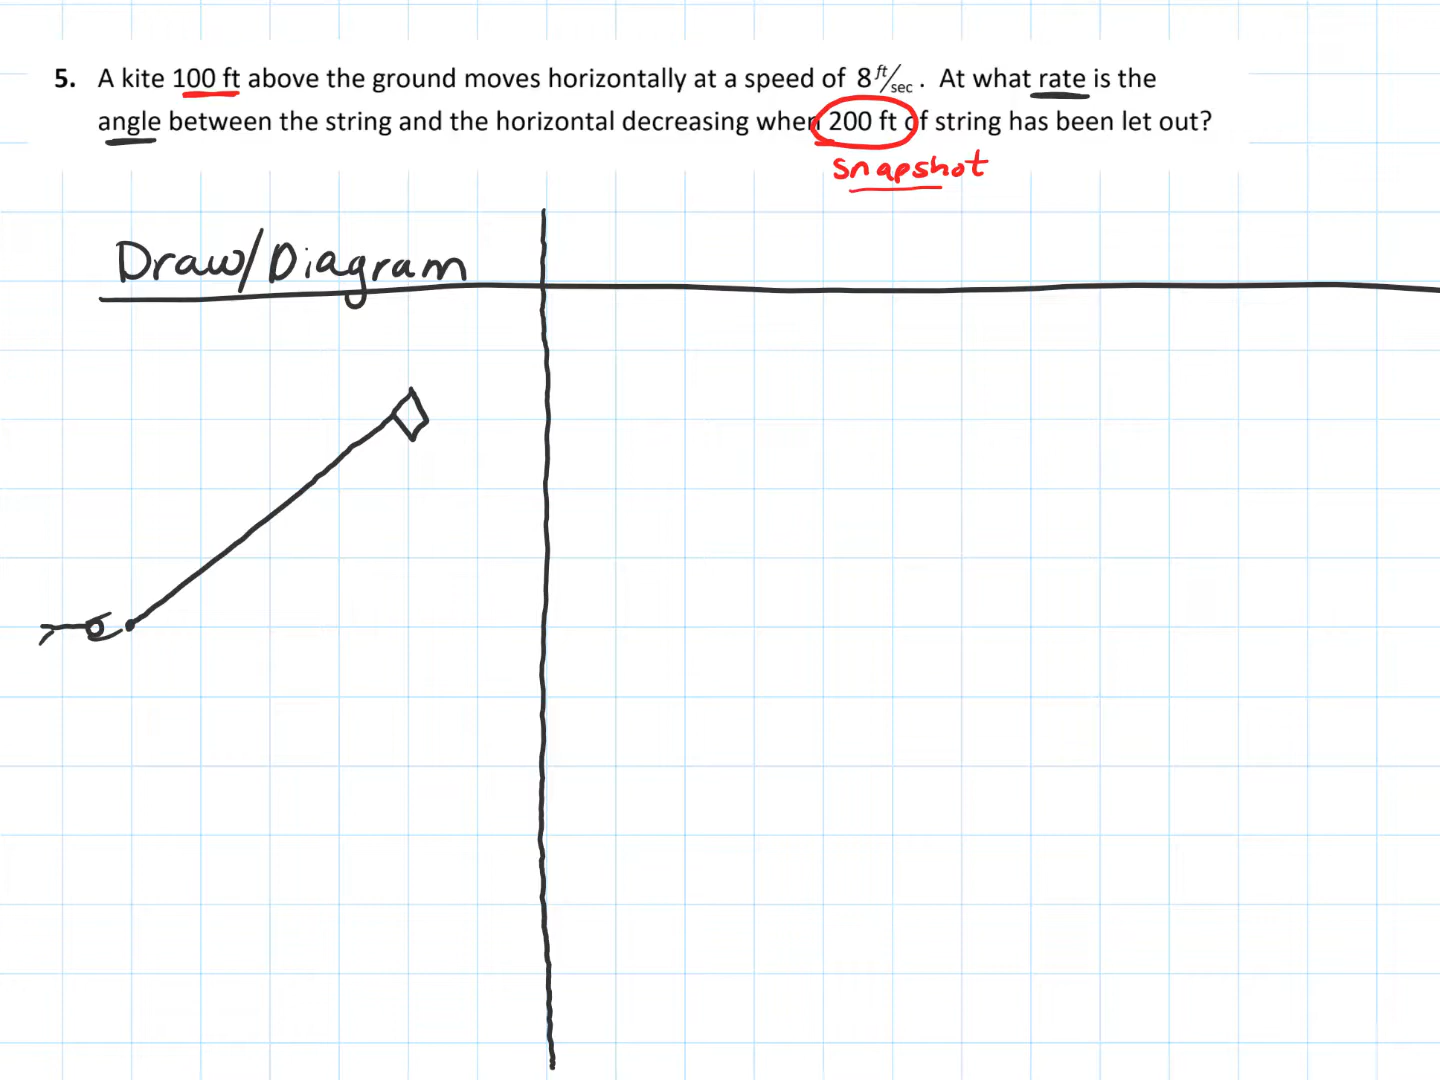 5. A kite 100 ft above the ground moves horizontally at a speed of 8 ft/sec. At what rate is the
angle between the string and the horizontal decreasing when 200 ft of string has been let out?
snapshot
Draw/Diagram